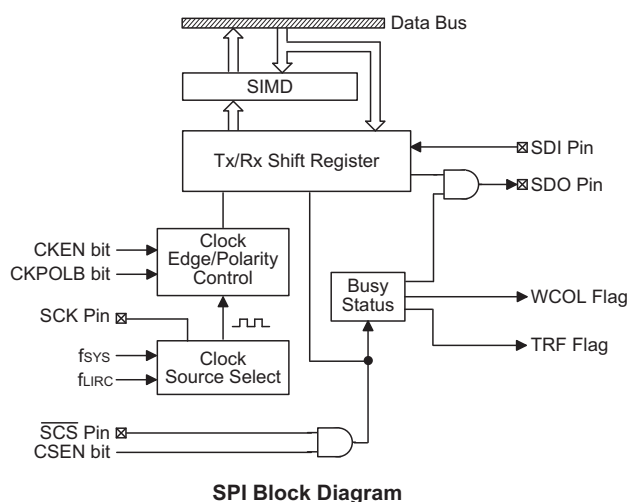 Data Bus
SIMD
Tx/Rx Shift Register
SDI Pin
SDO Pin
CKEN bit
CKPOLB bit
Clock
Edge/Polarity
Control
Busy
Status
WCOL Flag
TRF Flag
SCK Pin
fSYS
fLIRC
Clock
Source Select
SCS Pin
CSEN bit
SPI Block Diagram